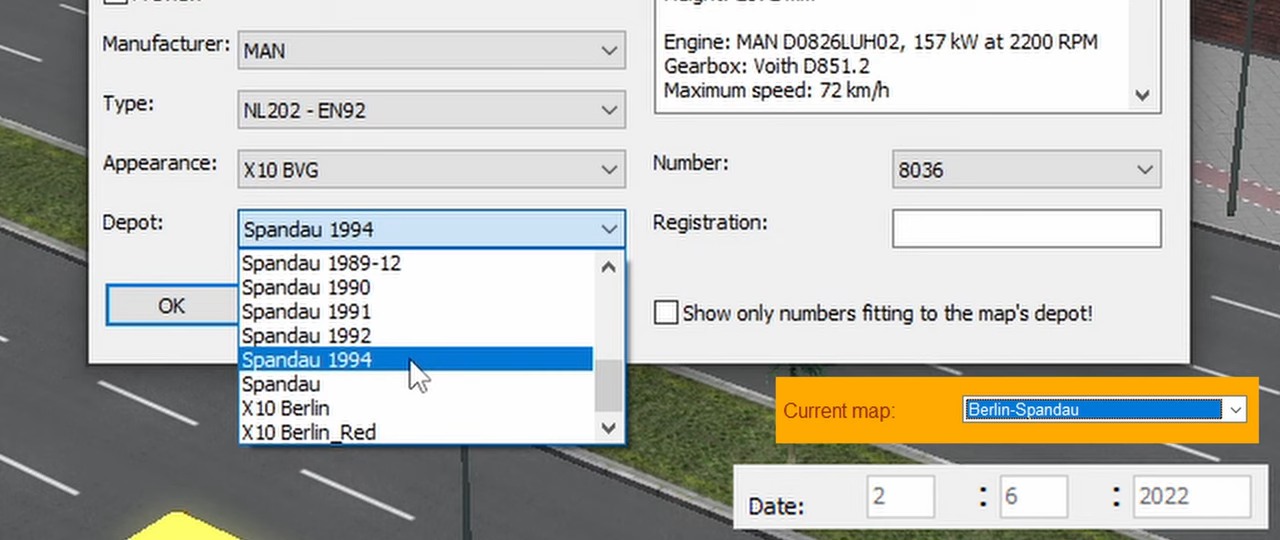 Manufacturer: MAN
Type: NL202 - EN92
Appearance: X10 BVG
Depot: Spandau 1994
Spandau 1989-12
Spandau 1990
Spandau 1991
Spandau 1992
Spandau 1994
Spandau
X10 Berlin
X10 Berlin_Red
OK
Engine: MAN D0826LUH02, 157 kW at 2200 RPM
Gearbox: Voith D851.2
Maximum speed: 72 km/h
Number: 8036
Registration:
Show only numbers fitting to the map's depot!
Current map: Berlin-Spandau
Date: 2 : 6 : 2022